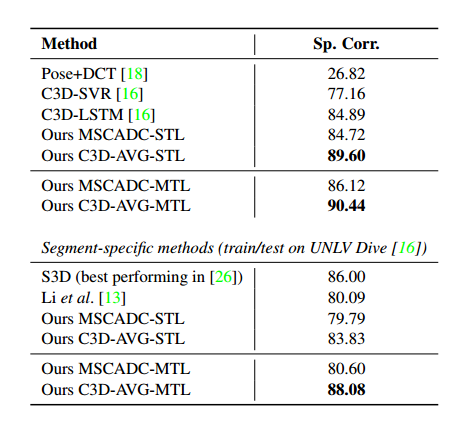 Method Sp. Corr.
Pose+DCT [18] 26.82
C3D-SVR [16] 77.16
C3D-LSTM [16] 84.89
Ours MSCADC-STL 84.72
Ours C3D-AVG-STL 89.60
Ours MSCADC-MTL 86.12
Ours C3D-AVG-MTL 90.44
Segment-specific methods (train/test on UNLV Dive [16])
S3D (best performing in [26]) 86.00
Li et al. [13] 80.09
Ours MSCADC-STL 79.79
Ours C3D-AVG-STL 83.83
Ours MSCADC-MTL 80.60
Ours C3D-AVG-MTL 88.08